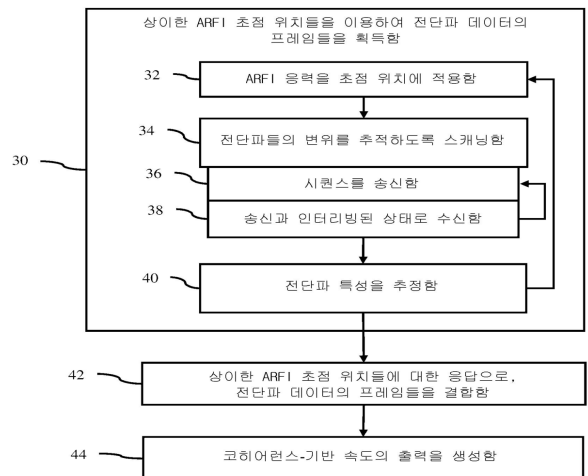 상이한 ARFI 초점 위치들을 이용하여 전단파 데이터의
프레임들을 획득함
32
ARFI 응력을 초점 위치에 적용함
34
전단파들의 변위를 추적하도록 스캐닝함
30
36
시퀀스를 송신함
38
송신과 인터리빙된 상태로 수신함
40
전단파 특성을 추정함
42
상이한 ARFI 초점 위치들에 대한 응답으로,
전단파 데이터의 프레임들을 결합함
44
코히어런스-기반 속도의 출력을 생성함